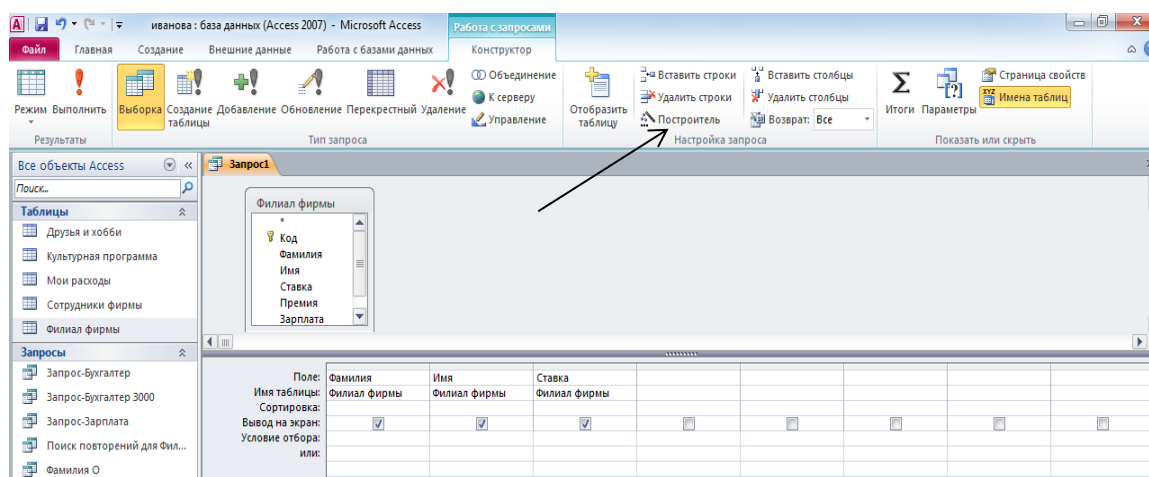 иванова : база данных (Access 2007) - Microsoft Access
Работа с запросами
Файл Главная Создание Внешние данные Работа с базами данных Конструктор
Режим Выполнить Выборка Создание таблицы Добавление Обновление Перекрестный Удаление
Объединение
К серверу
Управление
Отобразить таблицу
Вставить строки
Удалить строки
Построитель
Вставить столбцы
Удалить столбцы
Возврат: Все
Итоги Параметры
Страница свойств
Имена таблиц
Результаты Тип запроса Настройка запроса Показать или скрыть
Все объекты Access
Поиск...
Таблицы
Друзья и хобби
Культурная программа
Мои расходы
Сотрудники фирмы
Филиал фирмы
Запросы
Запрос-Бухгалтер
Запрос-Бухгалтер 3000
Запрос-Зарплата
Поиск повторений для Фил...
Фамилия О
Запрос1
Филиал фирмы
*
Код
Фамилия
Имя
Ставка
Премия
Зарплата
Поле: Фамилия Имя Ставка
Имя таблицы: Филиал фирмы Филиал фирмы Филиал фирмы
Сортировка:
Вывод на экран:
Условие отбора:
или: